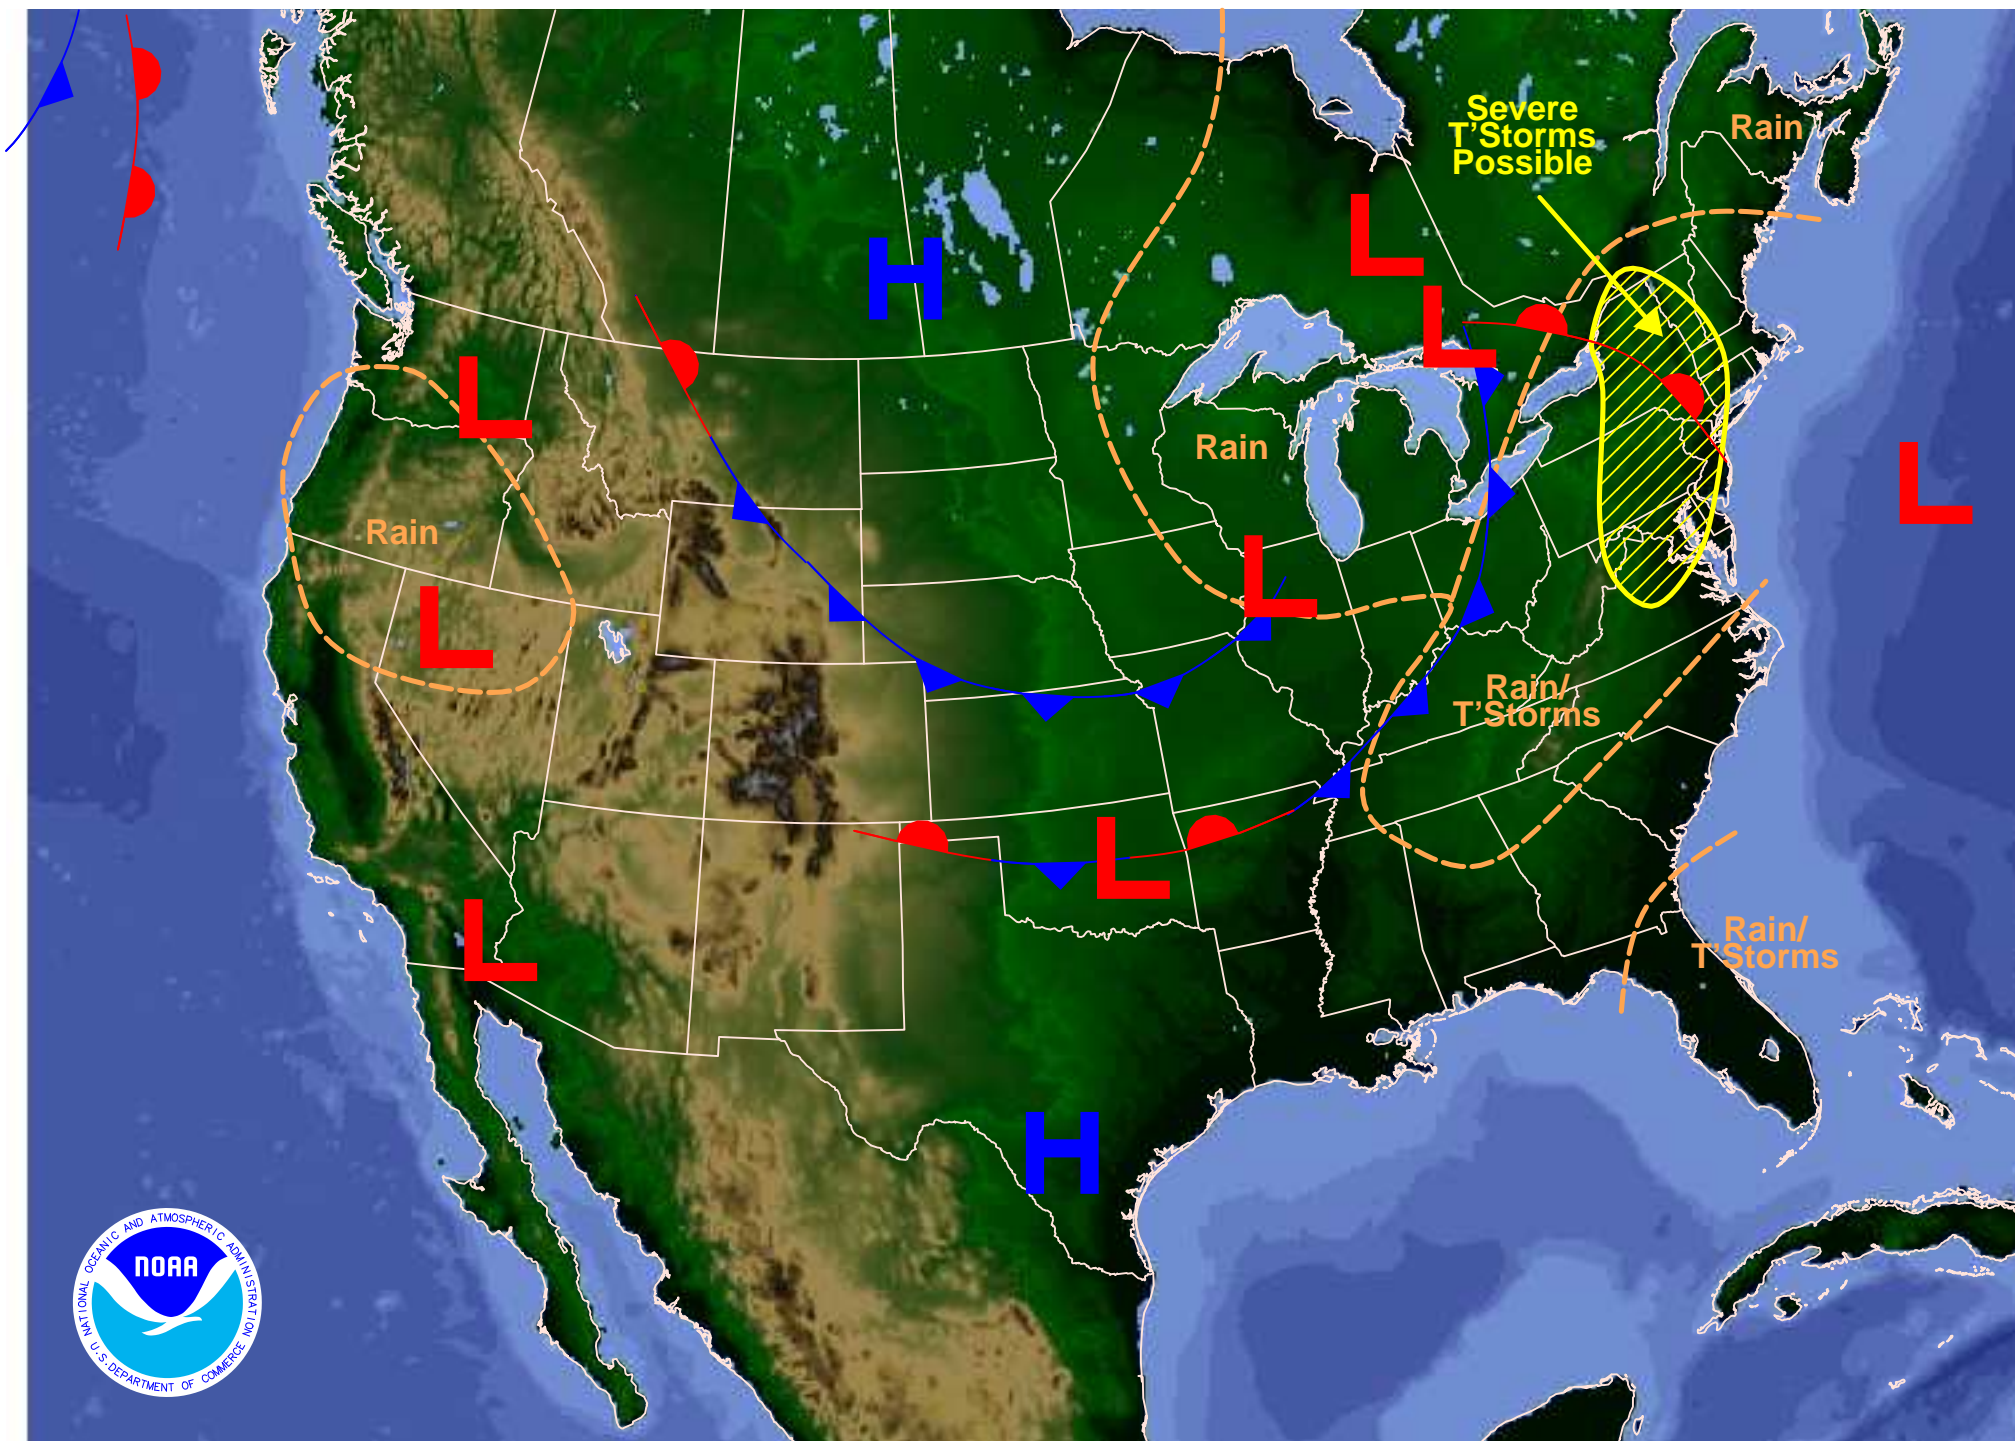 Severe
T'Storms
Possible
Rain
H
L
L
L
Rain
L
Rain
L
L
Rain/
T'Storms
L
L
Rain/
T'Storms
H
NATIONAL OCEANIC AND ATMOSPHERIC ADMINISTRATION
NOAA
U.S. DEPARTMENT OF COMMERCE